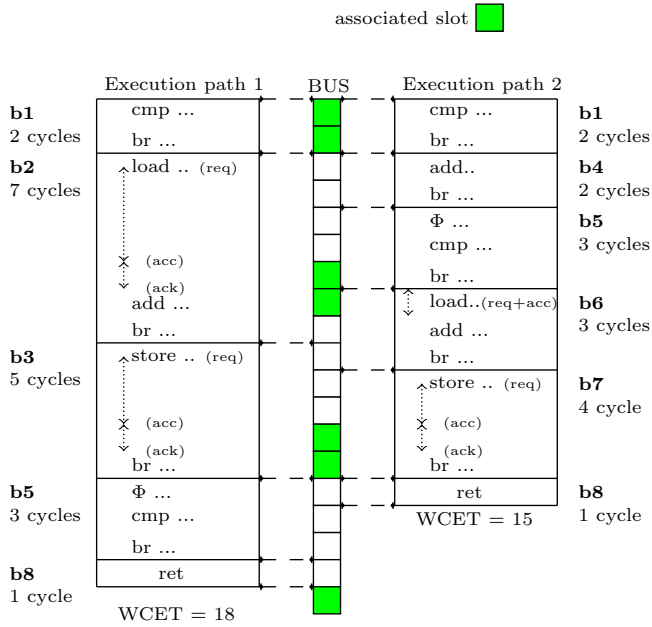 associated slot
Execution path 1
BUS
Execution path 2
b1
2 cycles
cmp ...
br ...
cmp ...
br ...
b1
2 cycles
b2
7 cycles
load .. (req)
(acc)
(ack)
add ...
br ...
add..
br ...
b4
2 cycles
Φ ...
cmp ...
br ...
b5
3 cycles
load..(req+acc)
add ...
br ...
b6
3 cycles
b3
5 cycles
store .. (req)
(acc)
(ack)
br ...
store .. (req)
(acc)
(ack)
br ...
b7
4 cycle
b5
3 cycles
Φ ...
cmp ...
br ...
ret
b8
1 cycle
WCET = 15
b8
1 cycle
ret
WCET = 18